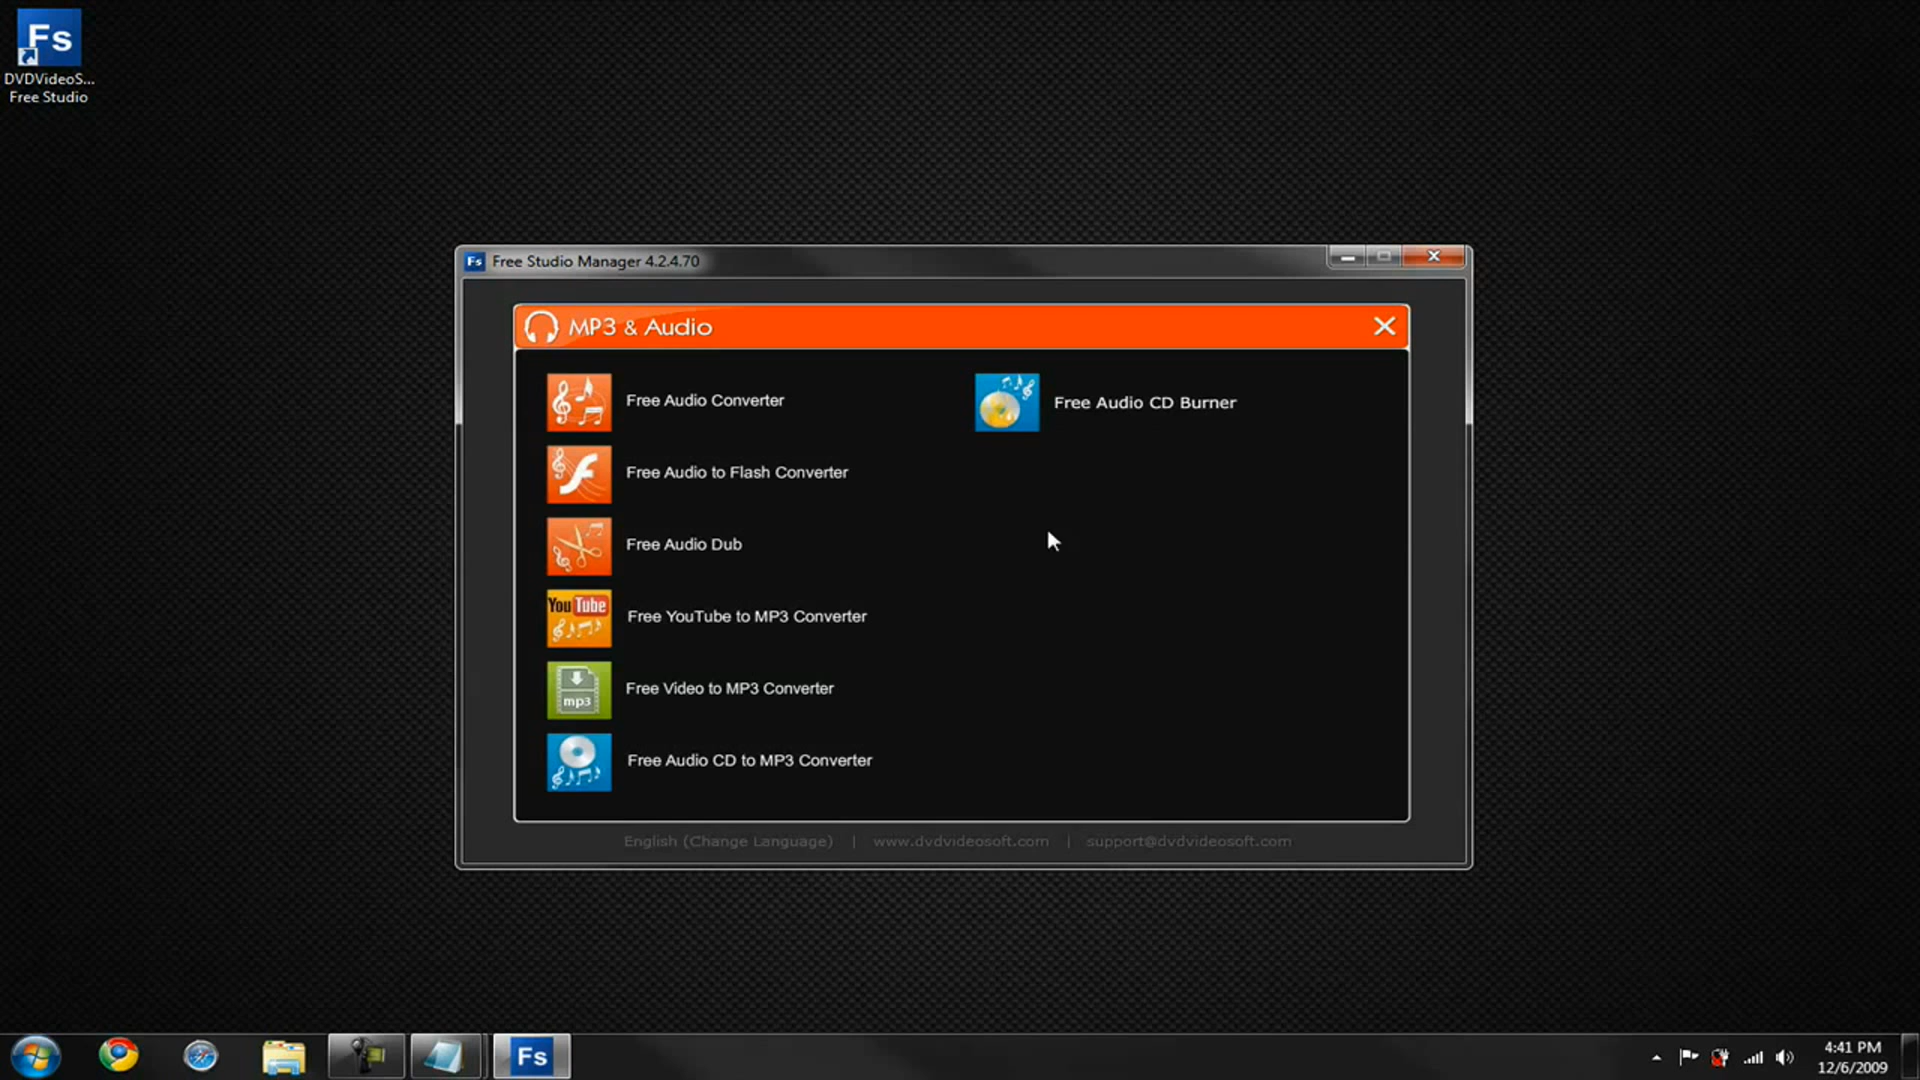 Fs
DVDVideoS...
Free Studio
Fs Free Studio Manager 4.2.4.70
MP3 & Audio
Free Audio Converter
Free Audio CD Burner
Free Audio to Flash Converter
Free Audio Dub
YouTube
Free YouTube to MP3 Converter
mp3
Free Video to MP3 Converter
Free Audio CD to MP3 Converter
English (Change Language) | www.dvdvideosoft.com | support@dvdvideosoft.com
Fs
4:41 PM
12/6/2009